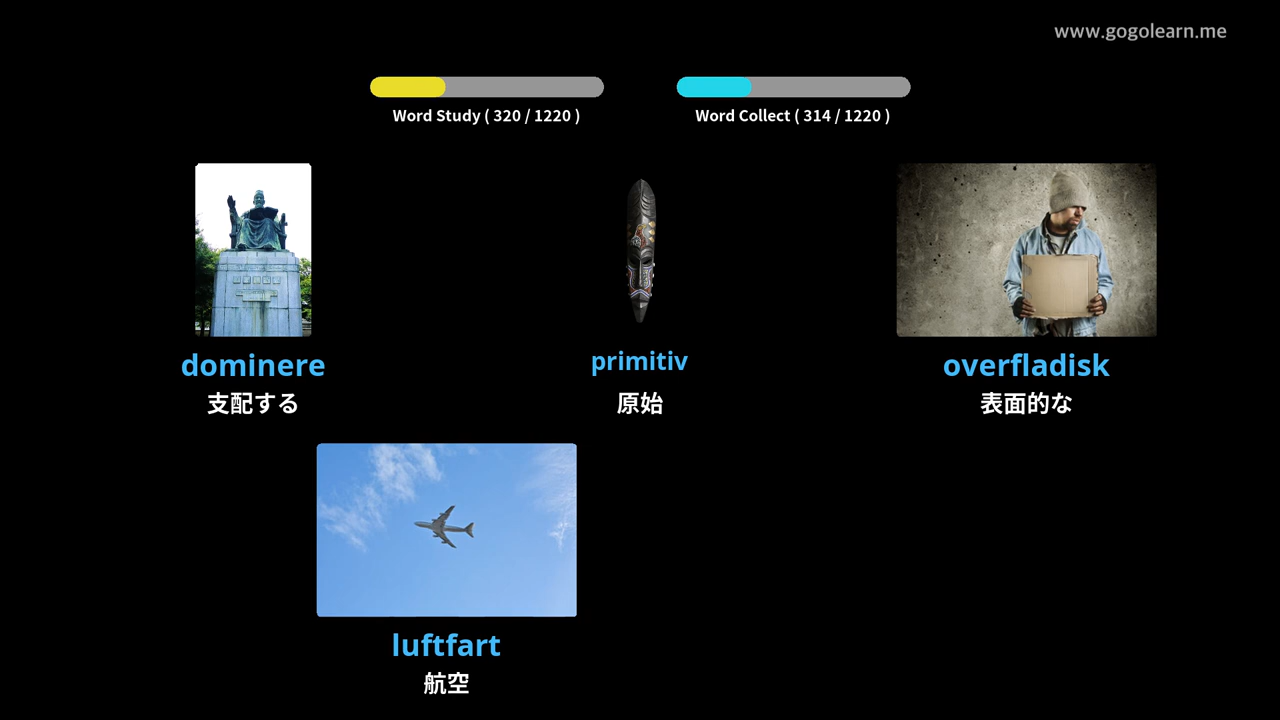 www.gogolearn.me
Word Study ( 320 / 1220 )
Word Collect ( 314 / 1220 )
dominere
支配する
primitiv
原始
overfladisk
表面的な
luftfart
航空